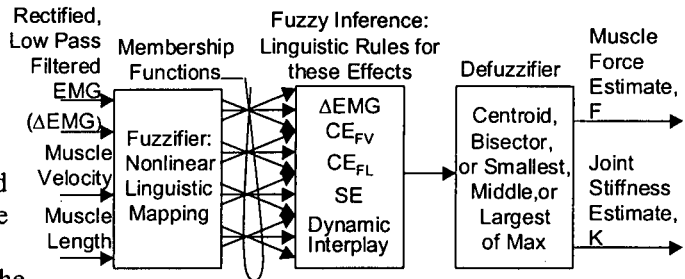 Rectified,
Low Pass
Filtered
EMG
(ΔEMG)
Muscle
Velocity
Muscle
Length
Membership
Functions
Fuzzifier:
Nonlinear
Linguistic
Mapping
Fuzzy Inference:
Linguistic Rules for
these Effects
ΔEMG
CE_FV
CE_FL
SE
Dynamic
Interplay
Defuzzifier
Centroid,
Bisector,
or Smallest,
Middle,or
Largest
of Max
Muscle
Force
Estimate,
F
Joint
Stiffness
Estimate,
K